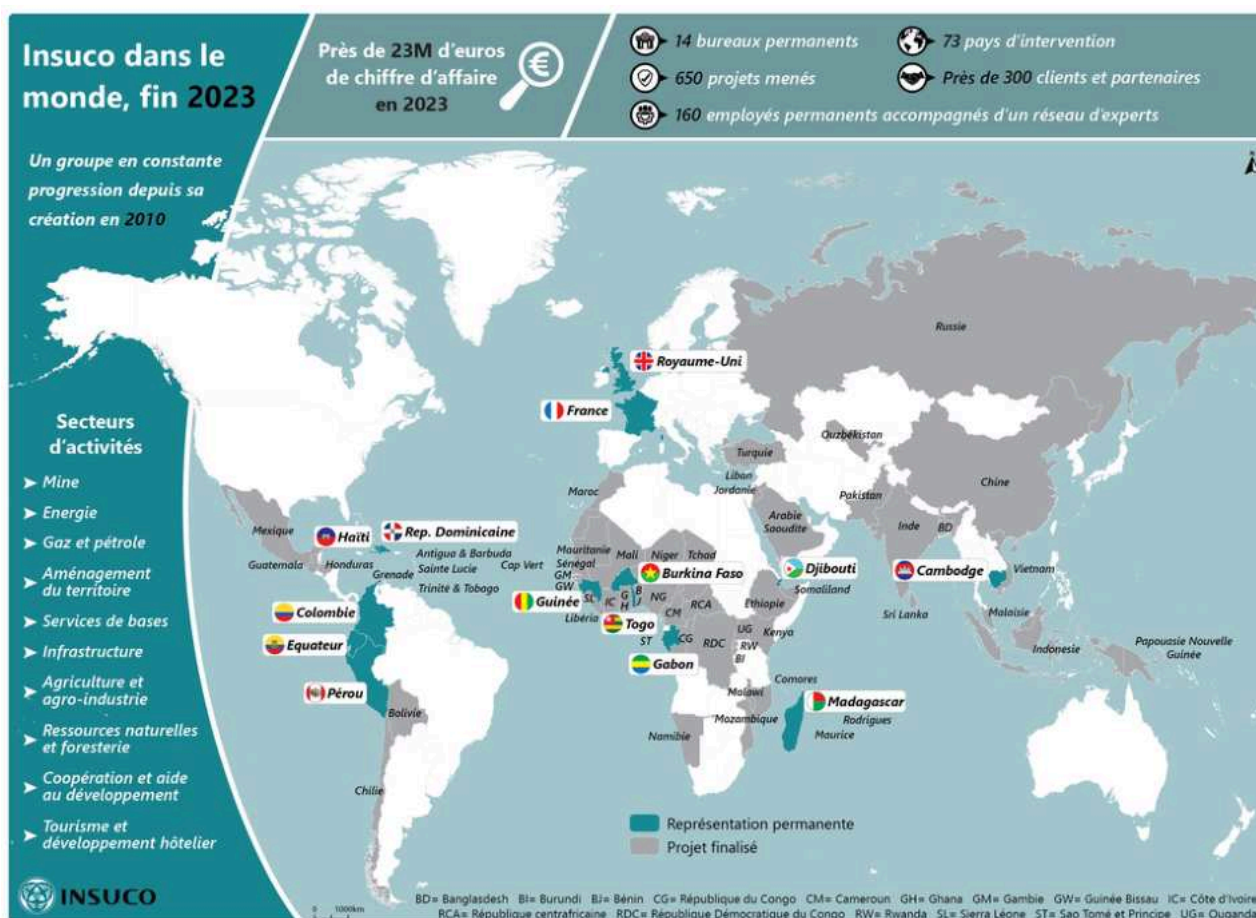 Insuco dans le
monde, fin 2023
Un groupe en constante
progression depuis sa
création en 2010
Près de 23M d'euros
de chiffre d'affaire
en 2023
14 bureaux permanents
73 pays d'intervention
650 projets menés
Près de 300 clients et partenaires
160 employés permanents accompagnés d'un réseau d'experts
Secteurs
d'activités
Mine
Energie
Gaz et pétrole
Aménagement
du territoire
Services de bases
Infrastructure
Agriculture et
agro-industrie
Ressources naturelles
et foresterie
Coopération et aide
au développement
Tourisme et
développement hôtelier
INSUCO
0 1000km
Russie
Royaume-Uni
France
Ouzbékistan
Turquie
Liban
Jordanie
Chine
Maroc
Pakistan
Arabie
Saoudite
Inde
BD
Mexique
Haïti
Rep. Dominicaine
Guatemala
Honduras
Antigue & Barbuda
Sainte Lucie
Grenade
Trinité & Tobago
Cap Vert
Mauritanie
Sénégal
Mali
Niger
Tchad
GM
GW
Burkina Faso
Djibouti
Somaliland
Cambodge
Vietnam
Guinée
SL
IC
G
H
B
J
NG
Libéria
Togo
CM
RCA
Ethiopie
Sri Lanka
Malaisie
Colombie
Equateur
ST
CG
RDC
UG
Kenya
RW
BI
Gabon
Indonesie
Papouasie Nouvelle
Guinée
Pérou
Bolivie
Comores
Malawi
Madagascar
Mozambique
Rodrigues
Maurice
Namibie
Chilie
Représentation permanente
Projet finalisé
BD= Banglasdesh BI= Burundi BJ= Bénin CG= République du Congo CM= Cameroun GH= Ghana GM= Gambie GW= Guinée Bissau IC= Côte d'Ivoir
RCA= République centrafricaine RDC= République Démocratique du Congo RW= Rwanda SL= Sierra Léone ST= Sao Tomé et Principe